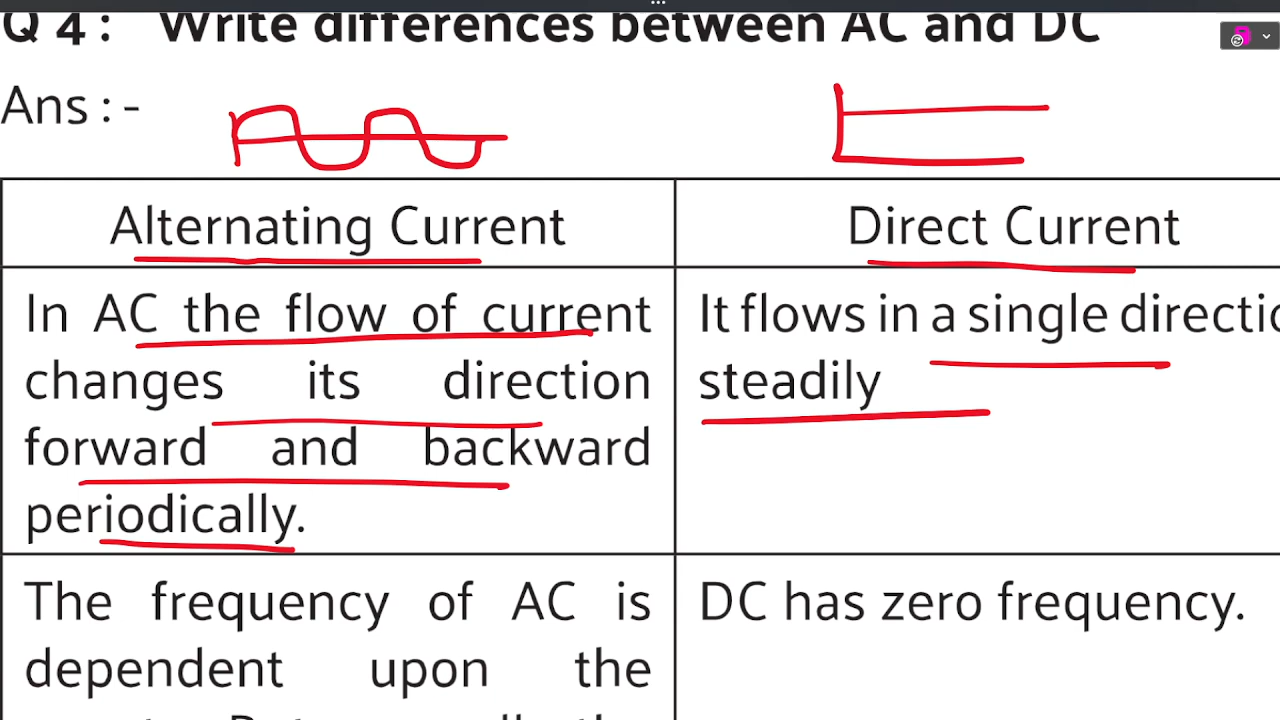 Q 4 : Write differences between AC and DC
Ans : -
Alternating Current
Direct Current
In AC the flow of current
changes its direction
forward and backward
periodically.
It flows in a single
steadily
The frequency of AC is
dependent upon the
DC has zero frequency.